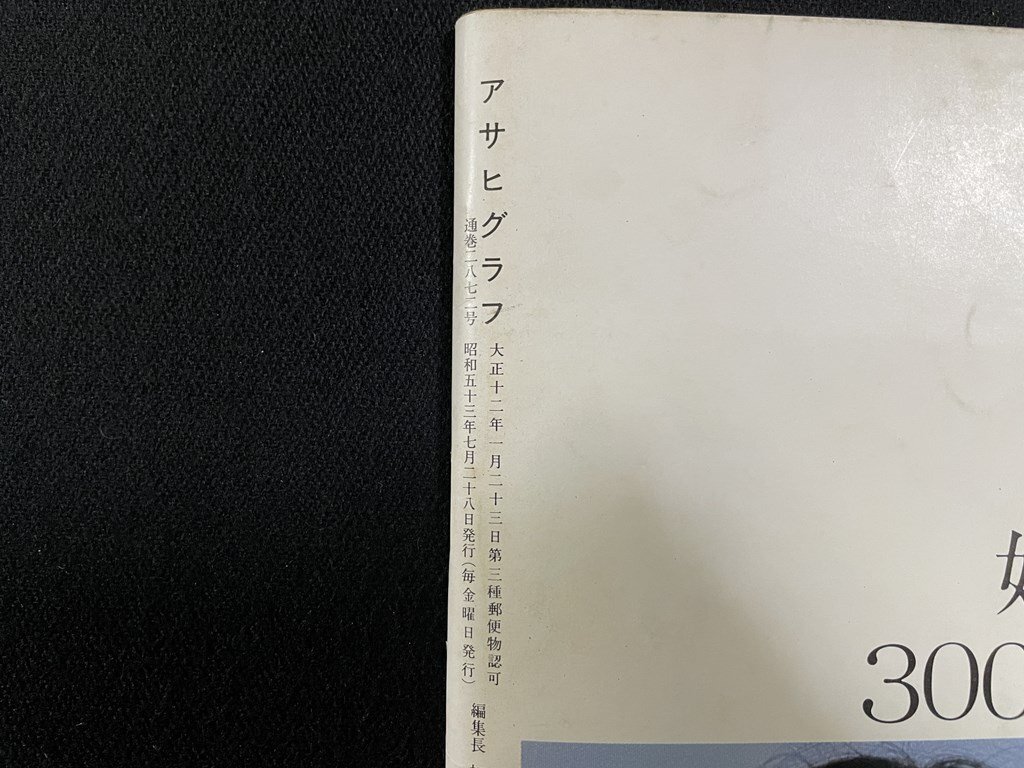 アサヒグラフ
大正十二年一月二十三日第三種郵便物認可
通巻二八七二号 昭和五十三年七月二十八日発行(毎金曜日発行) 編集長
300